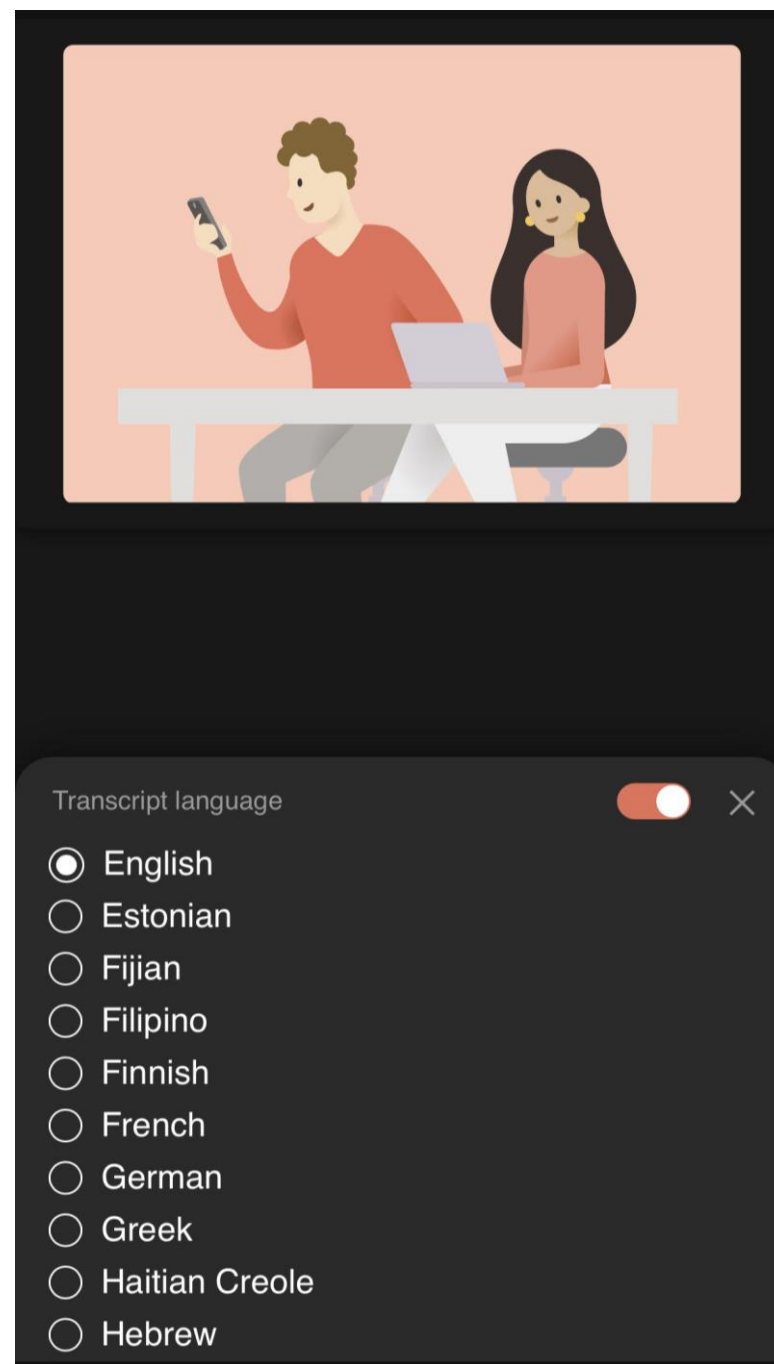 Transcript language
English
Estonian
Fijian
Filipino
Finnish
French
German
Greek
Haitian Creole
Hebrew